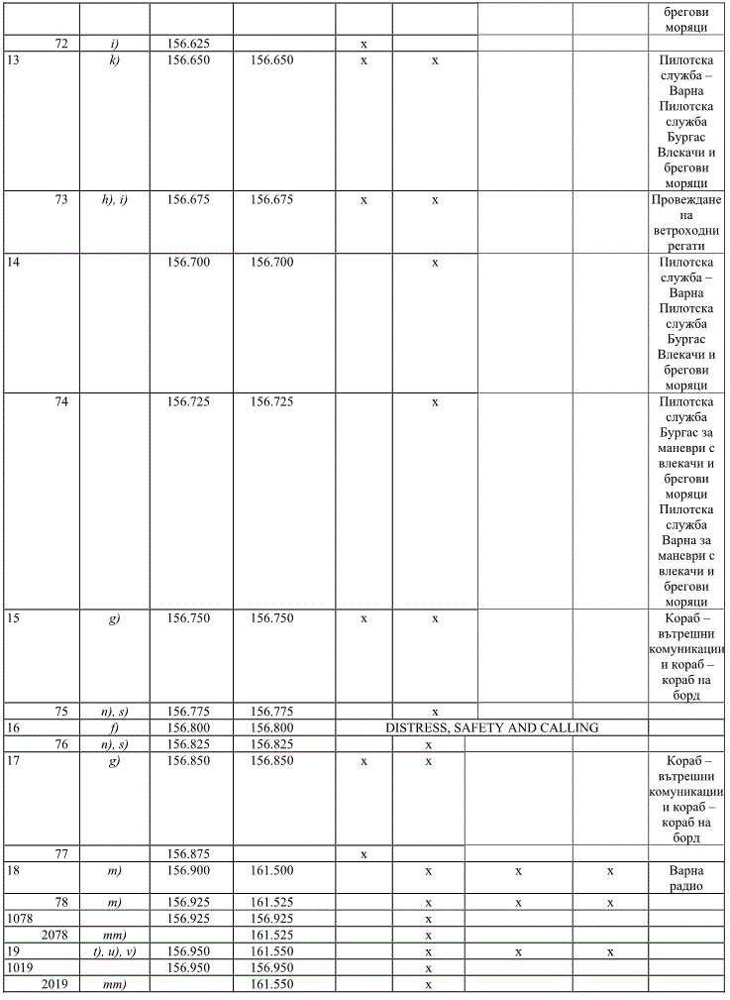 брегови
моряци
72 i) 156.625 x
13 k) 156.650 156.650 x x Пилотска
служба –
Варна
Пилотска
служба
Бургас
Влекачи и
брегови
моряци
73 h), i) 156.675 156.675 x x Провеждане
на
ветроходни
регати
14 156.700 156.700 x Пилотска
служба –
Варна
Пилотска
служба
Бургас
Влекачи и
брегови
моряци
74 156.725 156.725 x Пилотска
служба
Бургас за
маневри с
влекачи и
брегови
моряци
Пилотска
служба
Варна за
маневри с
влекачи и
брегови
моряци
15 g) 156.750 156.750 x x Кораб –
вътрешни
комуникации
и кораб –
кораб на
борд
75 n), s) 156.775 156.775 x
16 f) 156.800 156.800 DISTRESS, SAFETY AND CALLING
76 n), s) 156.825 156.825 x
17 g) 156.850 156.850 x x Кораб –
вътрешни
комуникации
и кораб –
кораб на
борд
77 156.875 x
18 m) 156.900 161.500 x x x Варна
радио
78 m) 156.925 161.525 x x x
1078 156.925 156.925 x
2078 mm) 161.525 x
19 t), u), v) 156.950 161.550 x x x
1019 156.950 156.950 x
2019 mm) 161.550 x